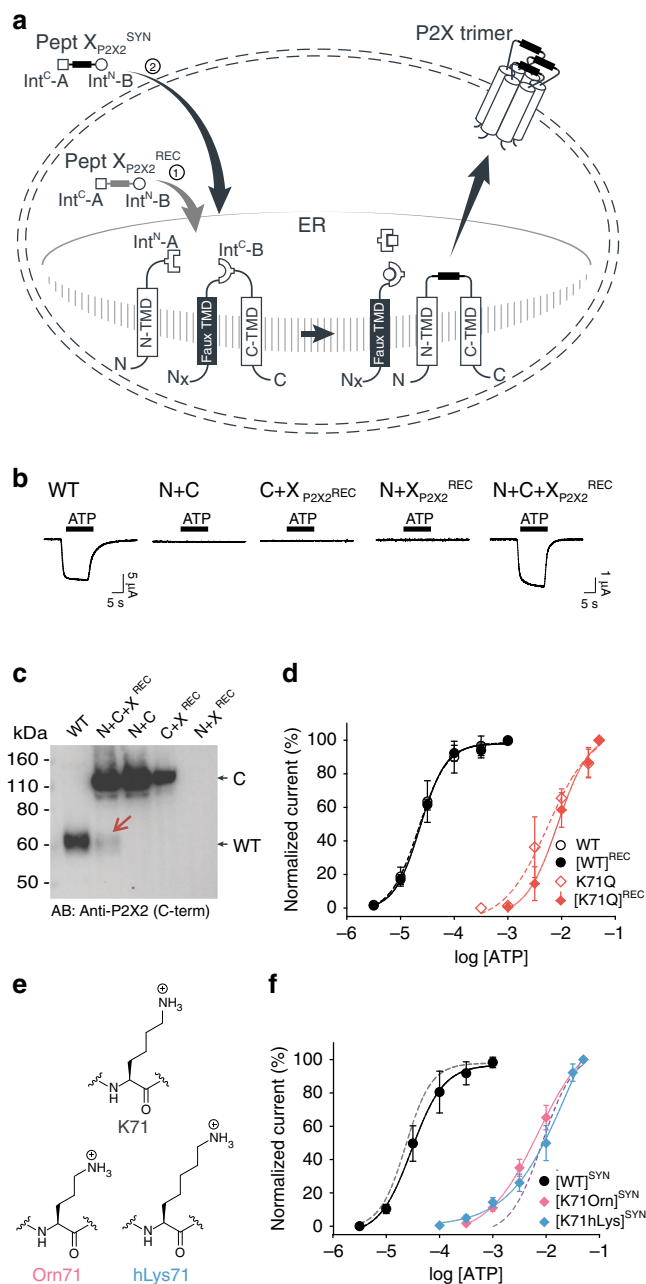 a
Pept X P2X2 SYN
Int^C-A Int^N-B
②
P2X trimer
Pept X P2X2 REC
①
Int^C-A Int^N-B
ER
Int^N-A
Int^C-B
N-TMD
Faux TMD
C-TMD
Faux TMD
N-TMD
C-TMD
N
Nx
C
Nx
N
C
b
WT N+C C+X P2X2 REC N+X P2X2 REC N+C+X P2X2 REC
ATP ATP ATP ATP ATP
5 µA
5 s
1 µA
5 s
c
kDa
WT
N+C+X REC
N+C
C+X REC
N+X REC
160
110
80
60
50
C
WT
AB: Anti-P2X2 (C-term)
d
Normalized current (%)
100
80
60
40
20
0
WT
[WT]REC
K71Q
[K71Q]REC
−6 −5 −4 −3 −2 −1
log [ATP]
e
NH3
+
H
N
O
K71
NH3
+
H
N
O
Orn71
NH3
+
H
N
O
hLys71
f
Normalized current (%)
100
80
60
40
20
0
[WT]SYN
[K71Orn]SYN
[K71hLys]SYN
−6 −5 −4 −3 −2 −1
log [ATP]